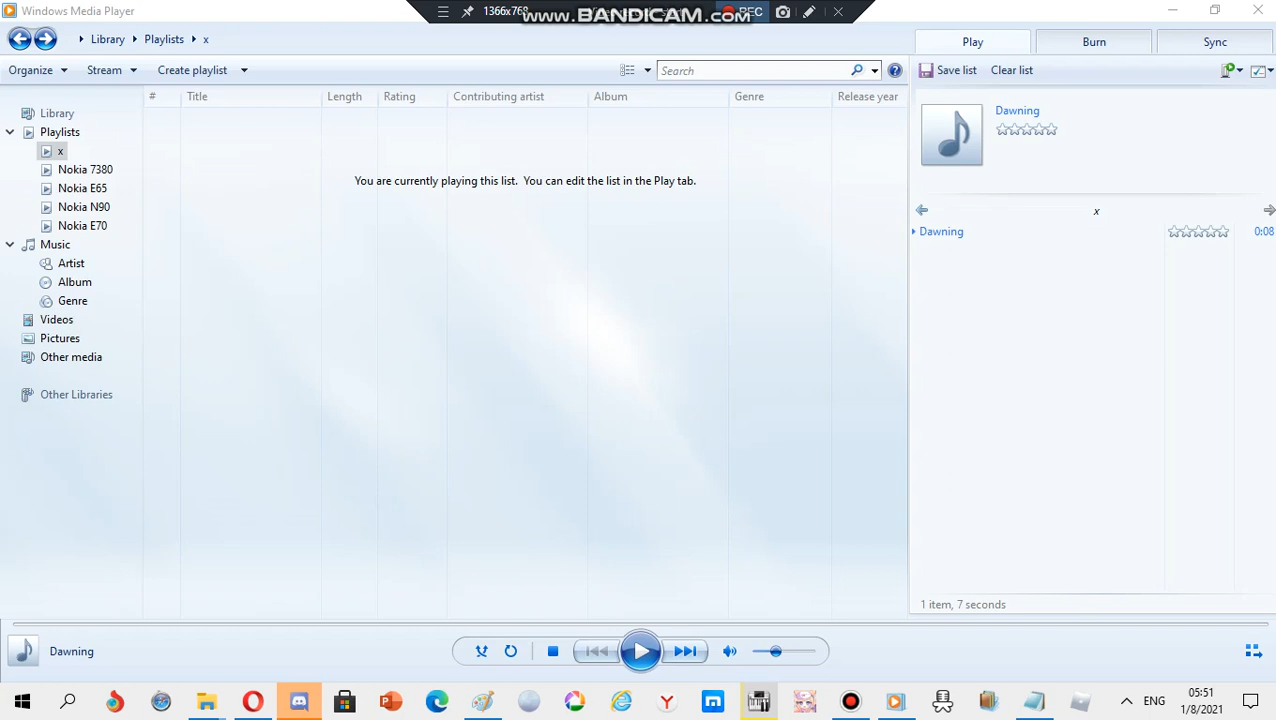 Windows Media Player
1366x768
www.BANDICAM.com
REC
Library
Playlists
x
Play
Burn
Sync
Organize
Stream
Create playlist
Search
Save list
Clear list
#
Title
Length
Rating
Contributing artist
Album
Genre
Release year
Library
Playlists
x
Nokia 7380
Nokia E65
Nokia N90
Nokia E70
Music
Artist
Album
Genre
Videos
Pictures
Other media
Other Libraries
You are currently playing this list. You can edit the list in the Play tab.
Dawning
x
Dawning
0:08
1 item, 7 seconds
Dawning
ENG
05:51
1/8/2021